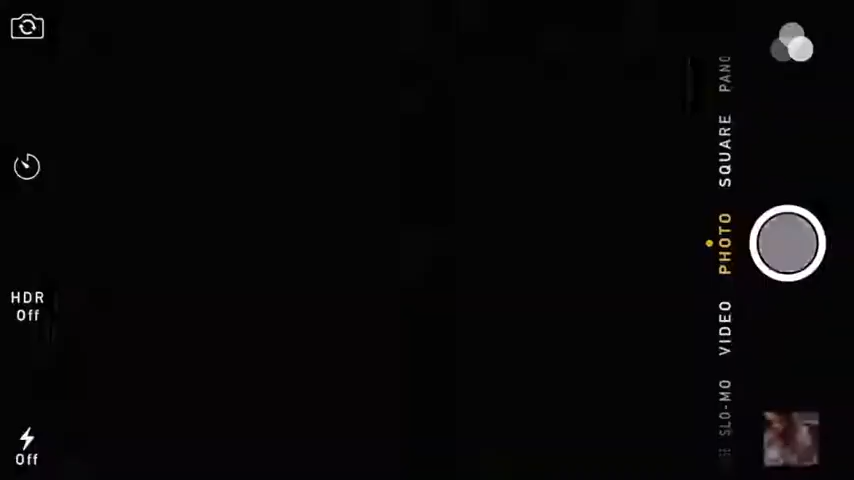 HDR
Off
Off
PANO
SQUARE
PHOTO
VIDEO
SLO-MO